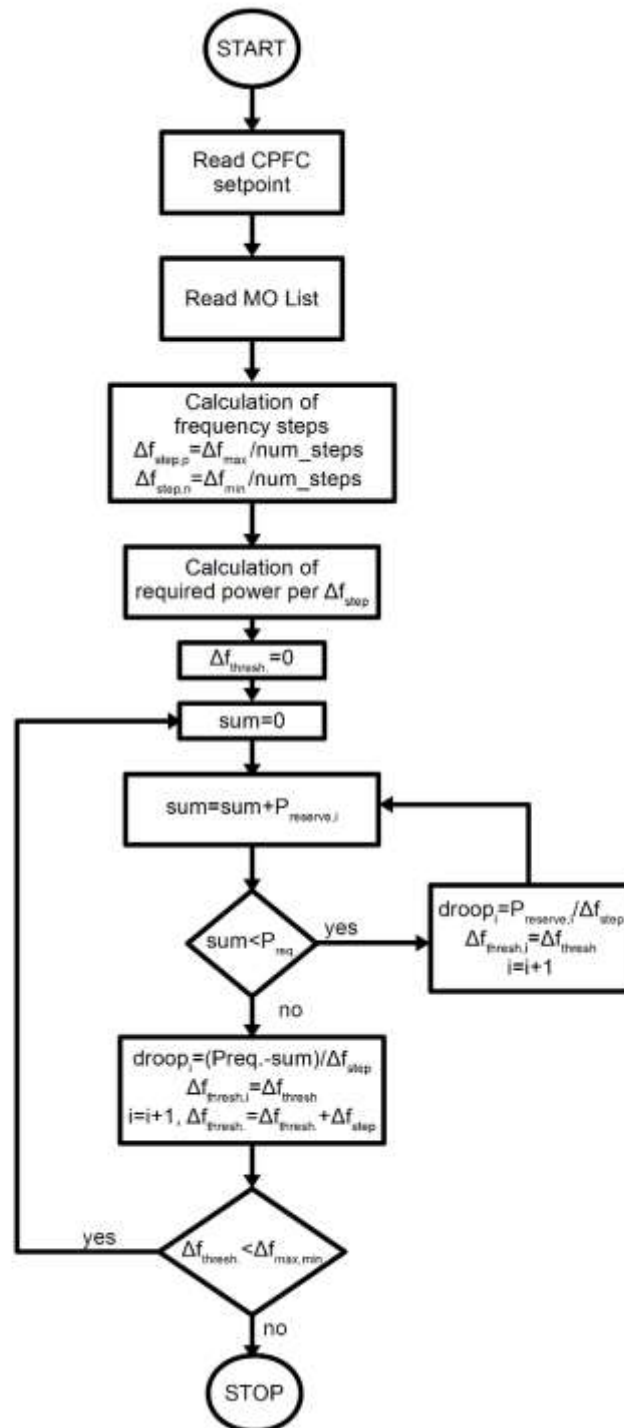 START
Read CPFC
setpoint
Read MO List
Calculation of
frequency steps
Δf_step,p=Δf_max/num_steps
Δf_step,n=Δf_min/num_steps
Calculation of
required power per Δf_step
Δf_thresh.=0
sum=0
sum=sum+P_reserve,i
sum<P_req
yes
droop_i=P_reserve,i/Δf_step
Δf_thresh,i=Δf_thresh
i=i+1
no
droop_i=(Preq.-sum)/Δf_step
Δf_thresh,i=Δf_thresh
i=i+1, Δf_thresh.=Δf_thresh.+Δf_step
yes
Δf_thresh.<Δf_max,min
no
STOP